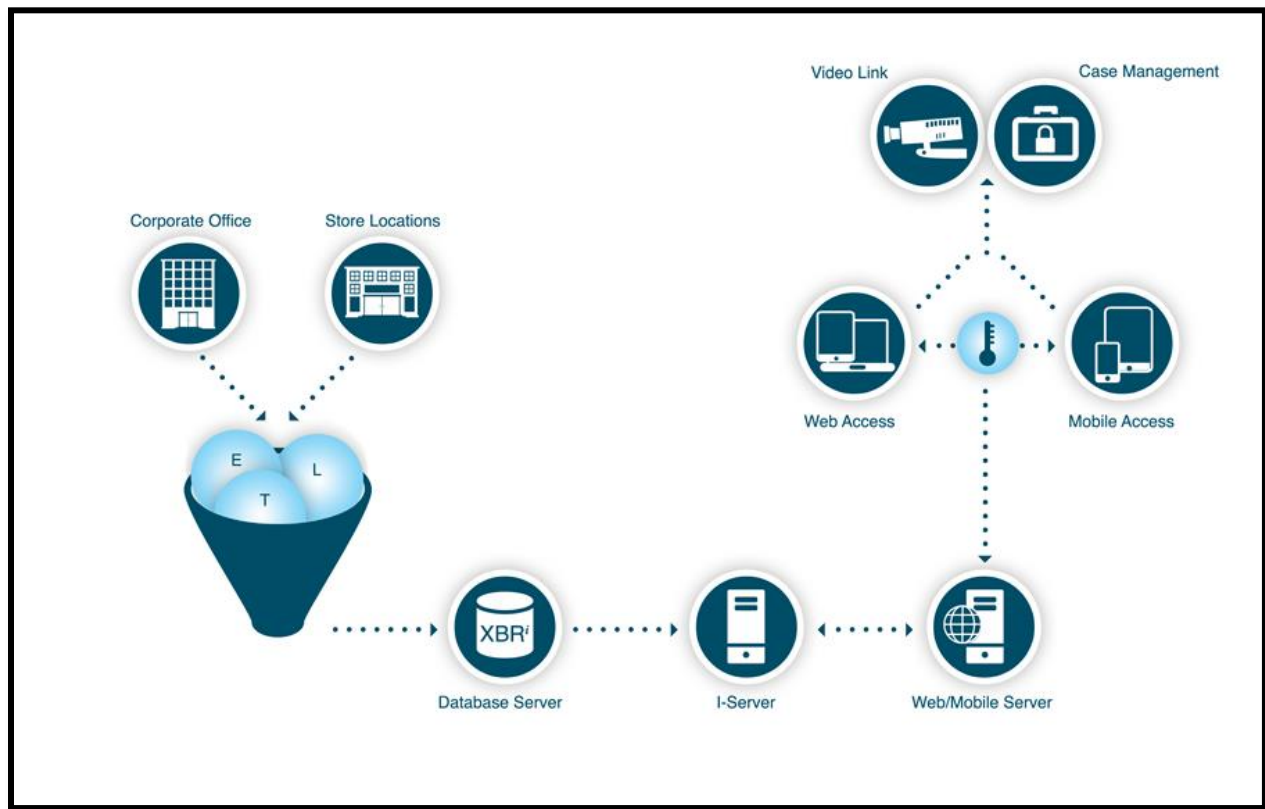 Video Link
Case Management
Corporate Office
Store Locations
Web Access
Mobile Access
E
L
T
XBRⁱ
Database Server
I-Server
Web/Mobile Server